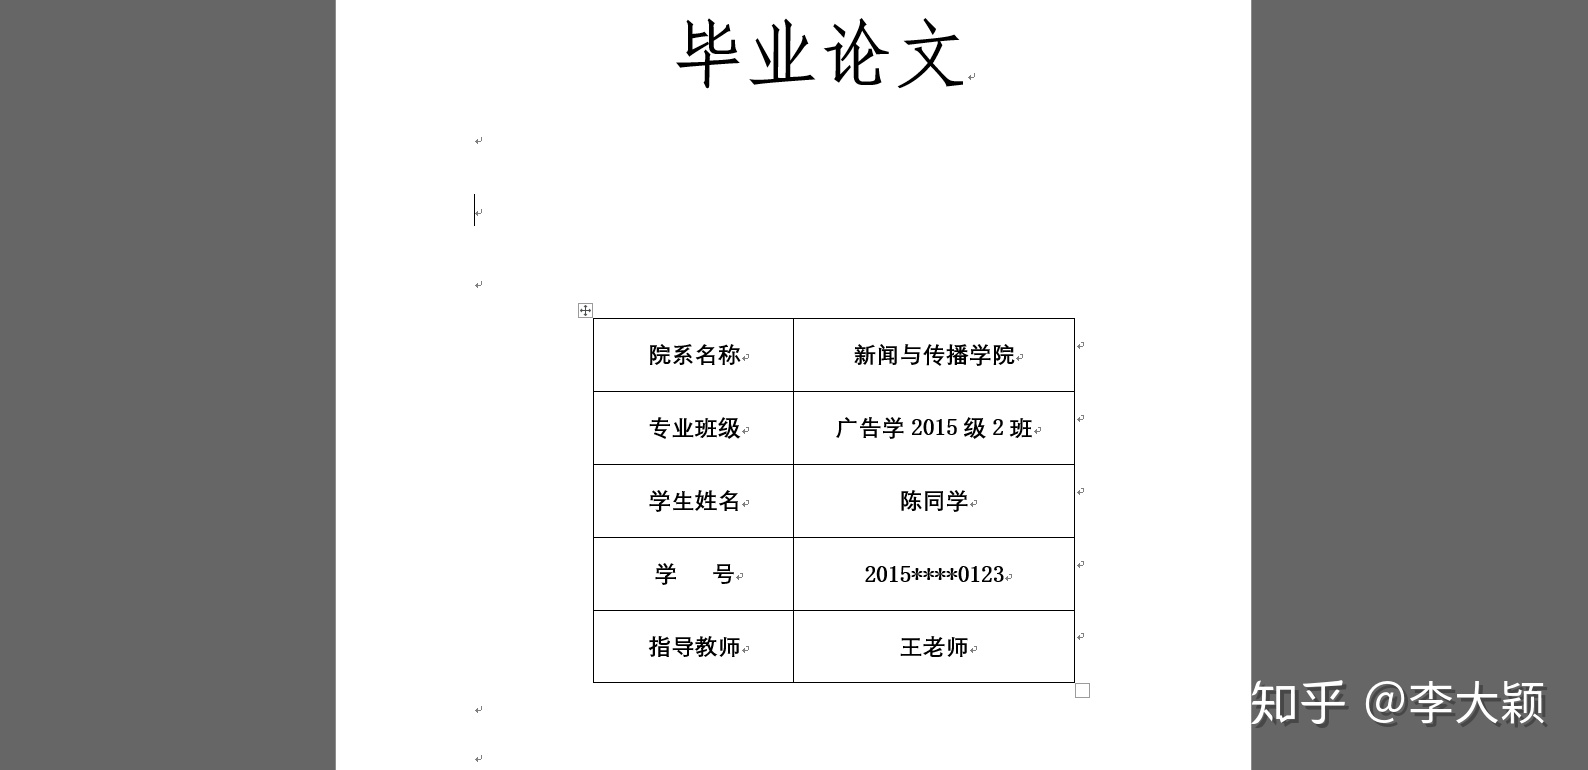 毕业论文
院系名称 新闻与传播学院
专业班级 广告学 2015 级 2 班
学生姓名 陈同学
学 号 2015****0123
指导教师 王老师
知乎 @李大颖